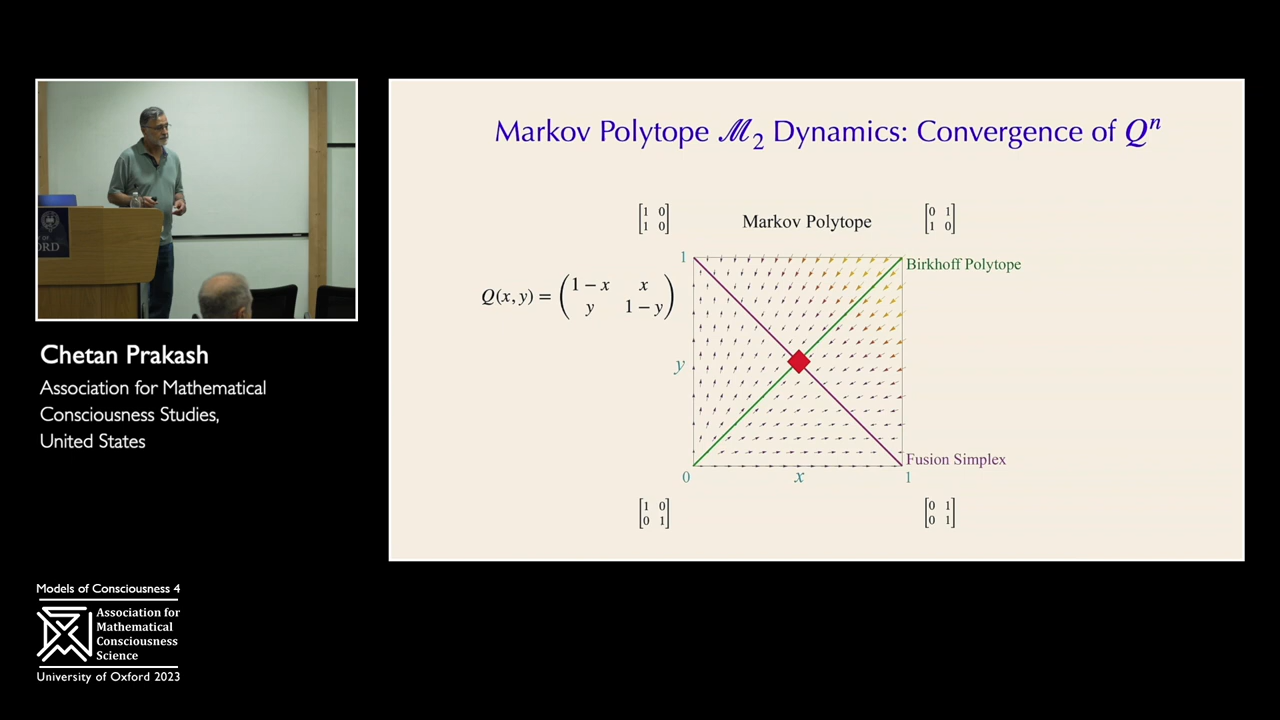 Markov Polytope ℳ₂ Dynamics: Convergence of Qⁿ
[1 0
1 0]
Markov Polytope
[0 1
1 0]
1
Birkhoff Polytope
Q(x, y) = (1 − x x
y 1 − y)
y
Fusion Simplex
0
x
1
[1 0
0 1]
[0 1
0 1]
ORD
Chetan Prakash
Association for Mathematical
Consciousness Studies,
United States
Models of Consciousness 4
Association for
Mathematical
Consciousness
Science
University of Oxford 2023